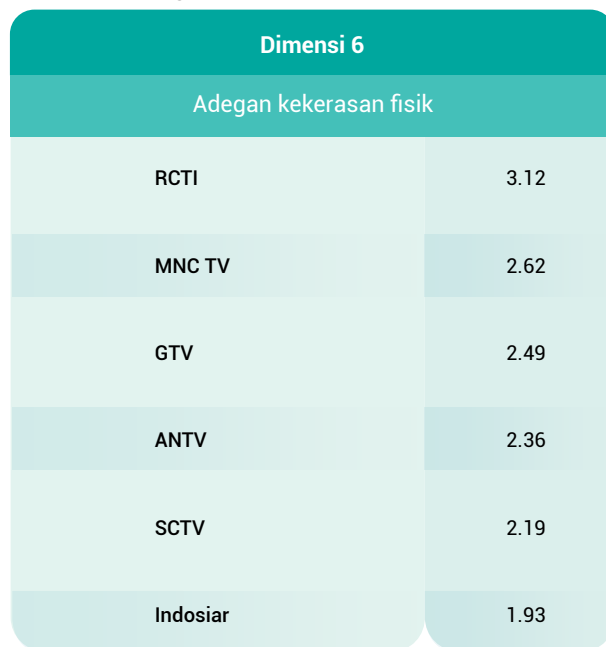 Dimensi 6
Adegan kekerasan fisik
RCTI 3.12
MNC TV 2.62
GTV 2.49
ANTV 2.36
SCTV 2.19
Indosiar 1.93